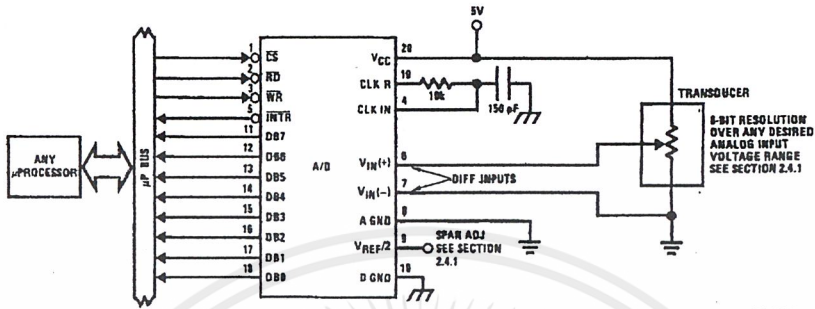 5V
1 CS
2 RD
3 WR
5 INTR
11 DB7
12 DB6
13 DB5
14 DB4
15 DB3
16 DB2
17 DB1
18 DB0
ANY
μPROCESSOR
μP BUS
A/D
VCC 20
CLK R 19
10k
CLK IN 4
150 pF
VIN(+) 6
DIFF INPUTS
VIN(−) 7
A GND 8
VREF/2 9
SPAN ADJ
SEE SECTION
2.4.1
D GND 10
TRANSDUCER
8-BIT RESOLUTION
OVER ANY DESIRED
ANALOG INPUT
VOLTAGE RANGE
SEE SECTION 2.4.1